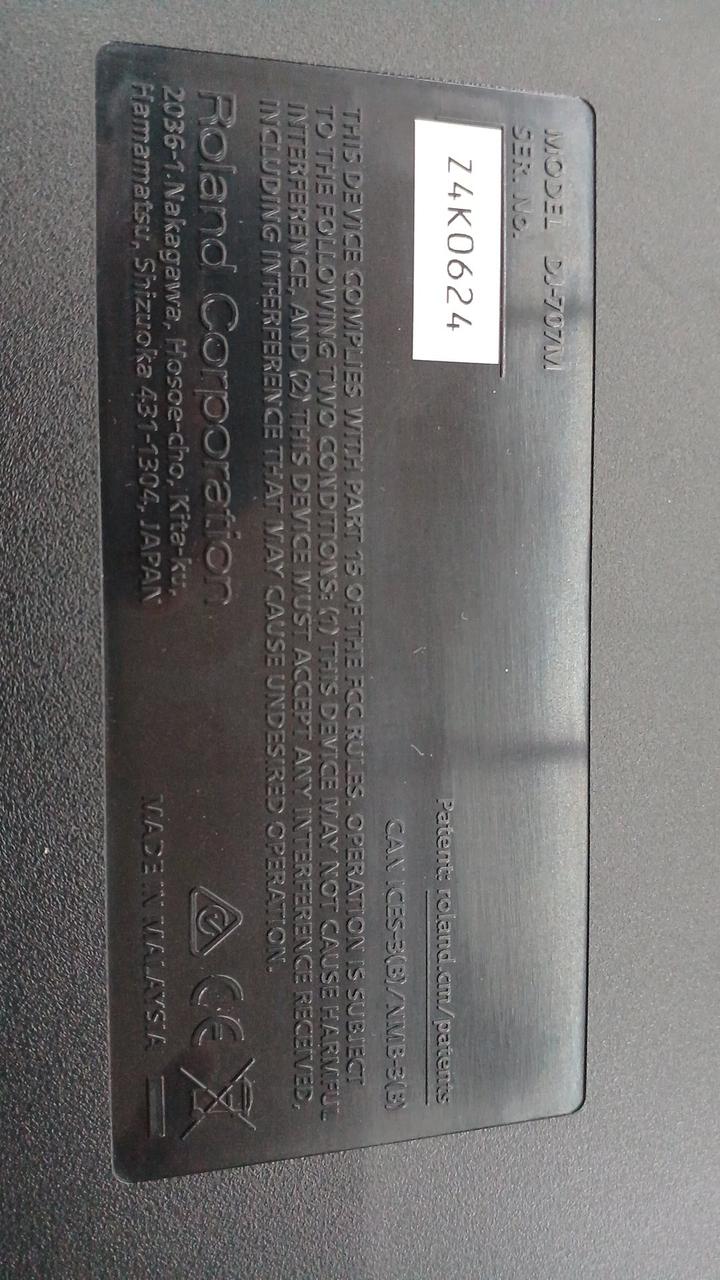 MODEL DJ-707M
SER. No.
Z4K0624
Patent: roland.cm/patents
CAN ICES-3(B)/NMB-3(B)
THIS DEVICE COMPLIES WITH PART 15 OF THE FCC RULES. OPERATION IS SUBJECT
TO THE FOLLOWING TWO CONDITIONS: (1) THIS DEVICE MAY NOT CAUSE HARMFUL
INTERFERENCE, AND (2) THIS DEVICE MUST ACCEPT ANY INTERFERENCE RECEIVED,
INCLUDING INTERFERENCE THAT MAY CAUSE UNDESIRED OPERATION.
Roland Corporation
2036-1 Nakagawa, Hosoe-cho, Kita-ku,
Hamamatsu, Shizuoka 431-1304, JAPAN
CE
MADE IN MALAYSIA